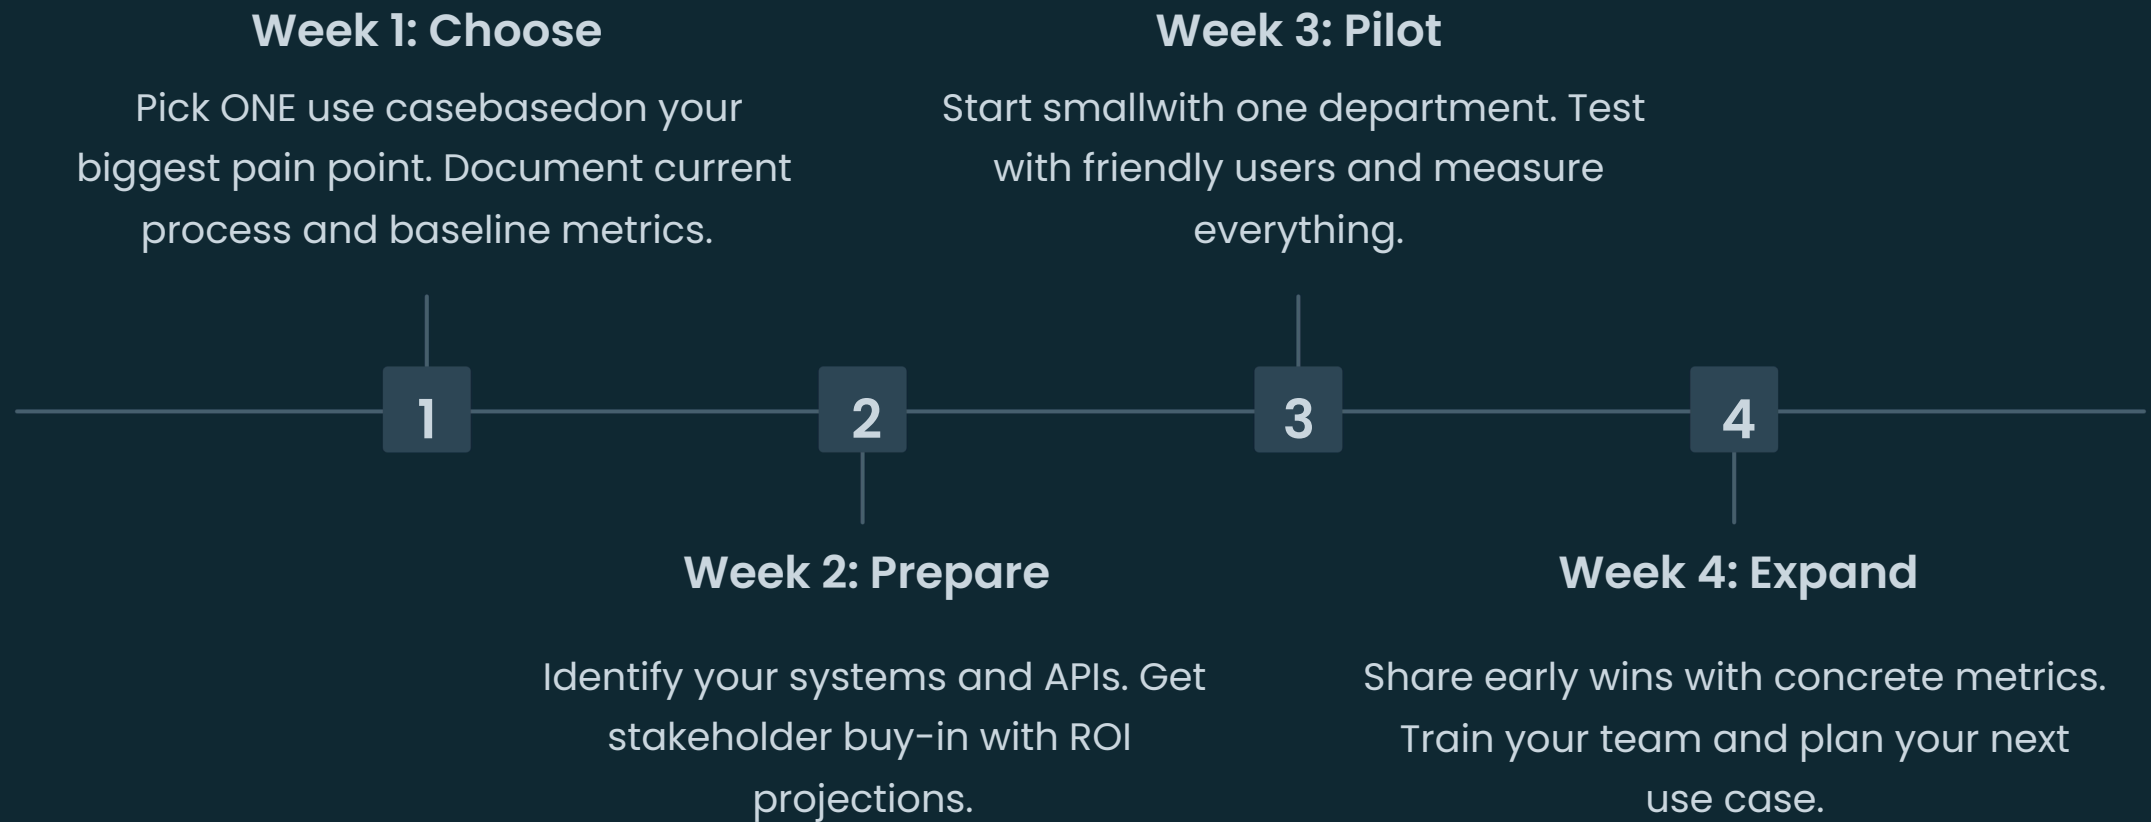 Week 1: Choose
Pick ONE use casebasedon your
biggest pain point. Document current
process and baseline metrics.
Week 3: Pilot
Start smallwith one department. Test
with friendly users and measure
everything.
1
2
3
4
Week 2: Prepare
Identify your systems and APIs. Get
stakeholder buy-in with ROI
projections.
Week 4: Expand
Share early wins with concrete metrics.
Train your team and plan your next
use case.